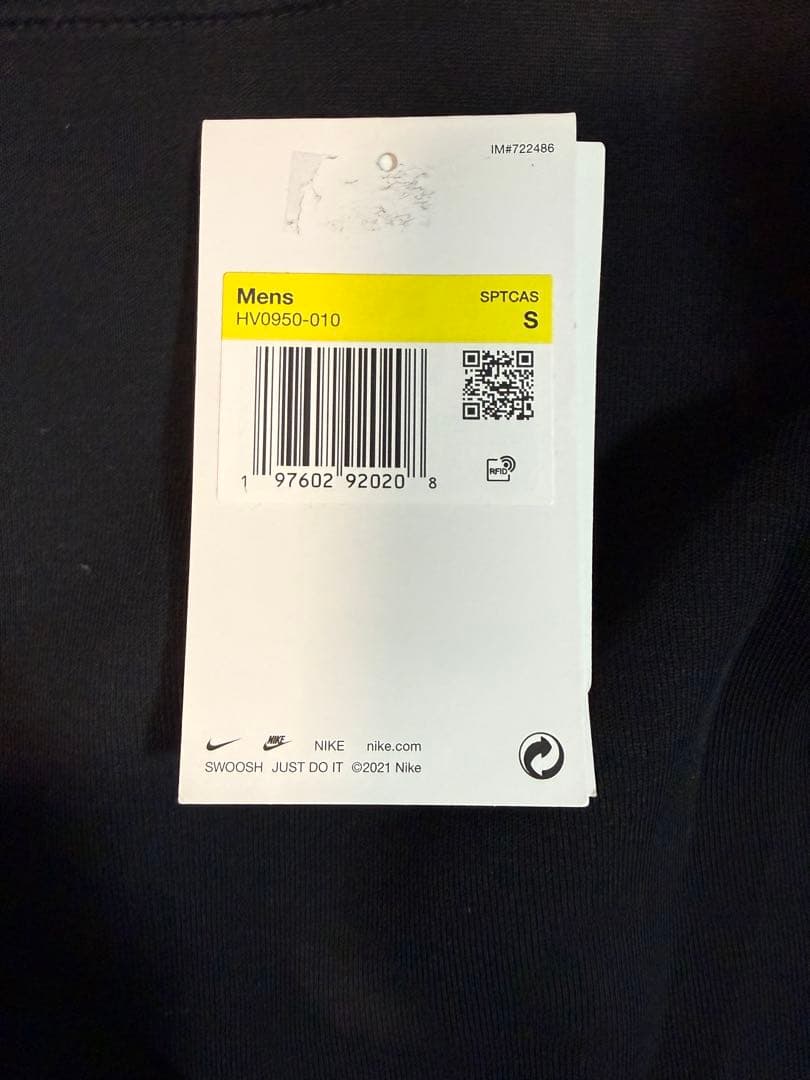 IM#722486
Mens SPTCAS
HV0950-010 S
1 97602 92020 8
RFID
NIKE NIKE nike.com
SWOOSH JUST DO IT ©2021 Nike